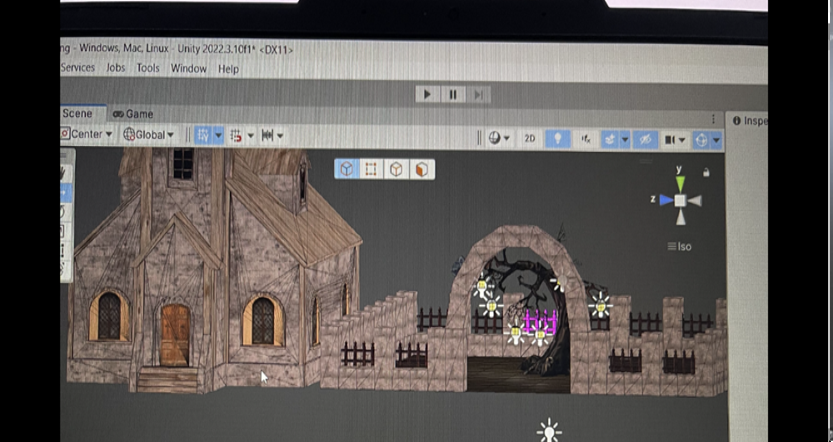 ng - Windows, Mac, Linux - Unity 2022.3.10f1* <DX11>
Services Jobs Tools Window Help
Scene Game
Inspe
Center Global 2D
y
z
Iso